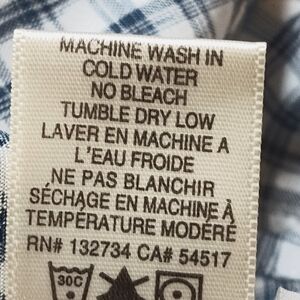 MACHINE WASH IN
COLD WATER
NO BLEACH
TUMBLE DRY LOW
LAVER EN MACHINE A
L'EAU FROIDE
NE PAS BLANCHIR
SÉCHAGE EN MACHINE À
TEMPÉRATURE MODÉRÉ
RN# 132734 CA# 54517
30C